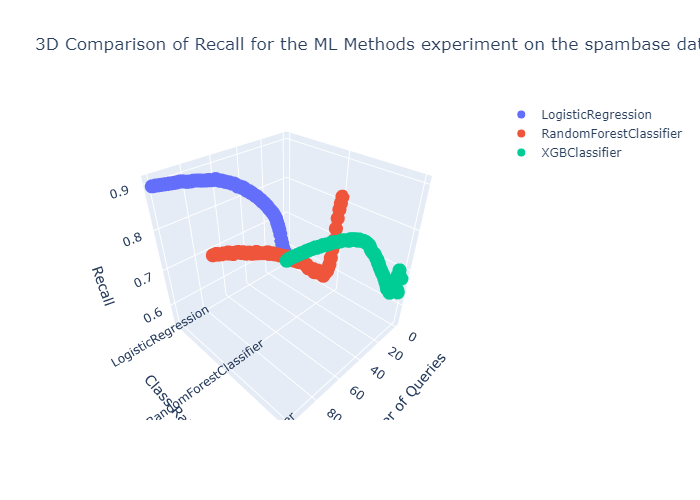 3D Comparison of Recall for the ML Methods experiment on the spambase
LogisticRegression
RandomForestClassifier
XGBClassifier
0.9
0.8
0.7
0.6
Recall
LogisticRegression
RandomForestClassifier
0
20
40
60
80
of Queries